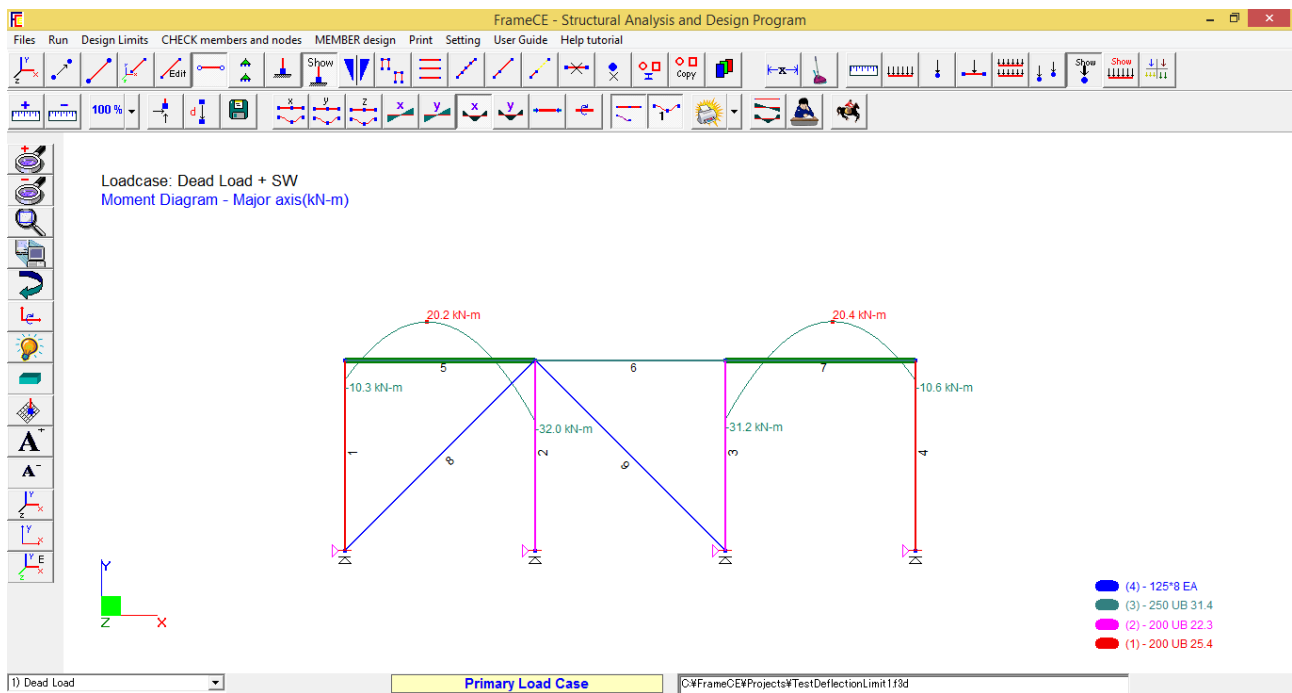 FC
FrameCE - Structural Analysis and Design Program
Files Run Design Limits CHECK members and nodes MEMBER design Print Setting User Guide Help tutorial
Y Z X Edit Show Copy x Show Show
100 % d x y z x y x y 1
Loadcase: Dead Load + SW
Moment Diagram - Major axis(kN-m)
20.2 kN-m
20.4 kN-m
5
6
7
-10.3 kN-m
-10.6 kN-m
-32.0 kN-m
-31.2 kN-m
1
8
2
9
3
4
A+
A-
Y
Z
X
(4) - 125*8 EA
(3) - 250 UB 31.4
(2) - 200 UB 22.3
(1) - 200 UB 25.4
1) Dead Load
Primary Load Case
C:¥FrameCE¥Projects¥TestDeflectionLimit1.f3d